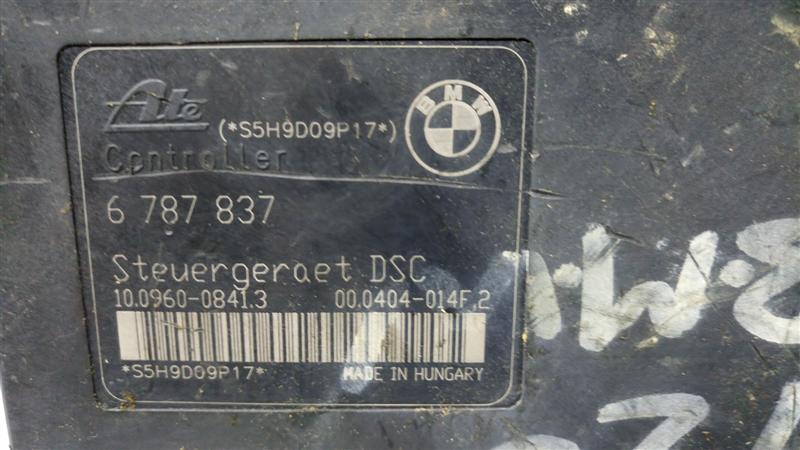 Ate
(*S5H9D09P17*)
BMW
Controller
6 787 837
Steuergeraet DSC
10.0960-0841.3 00.0404-014F.2
*S5H9D09P17* MADE IN HUNGARY